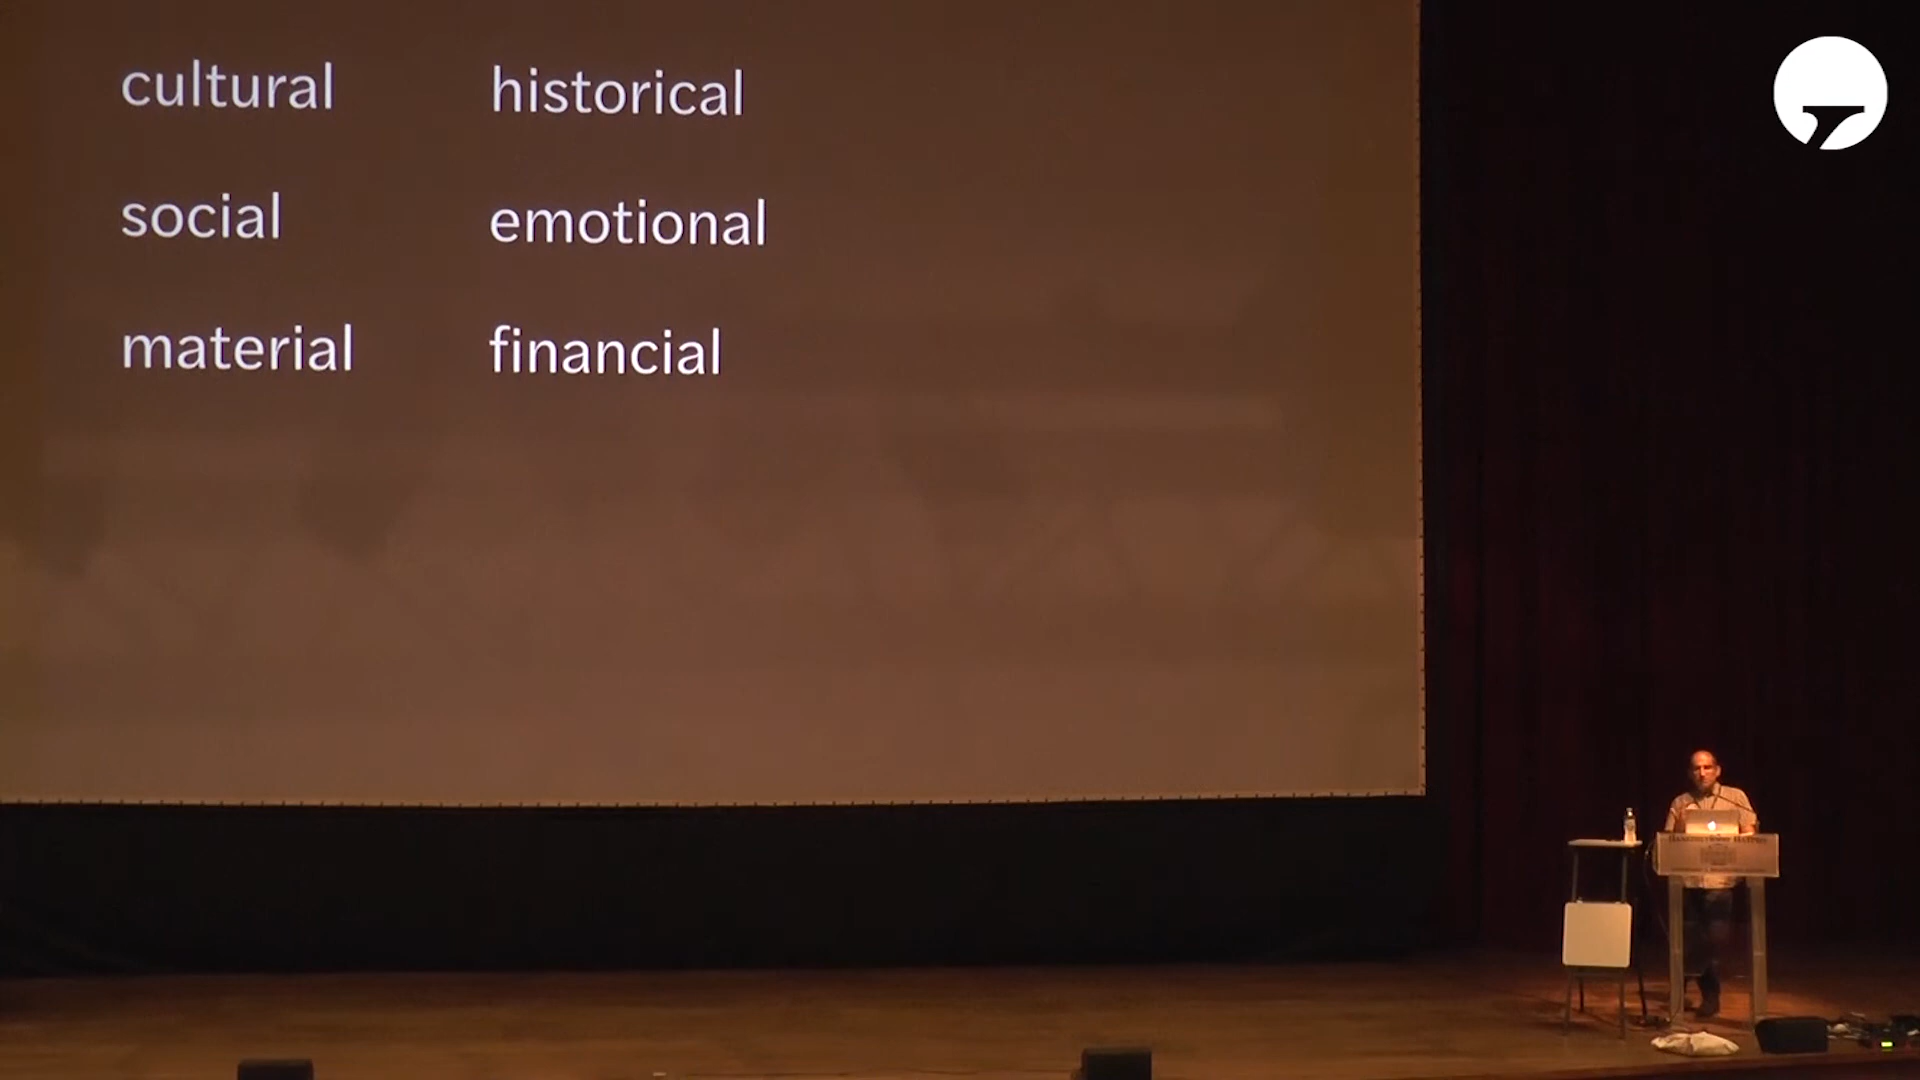 cultural historical
social emotional
material financial